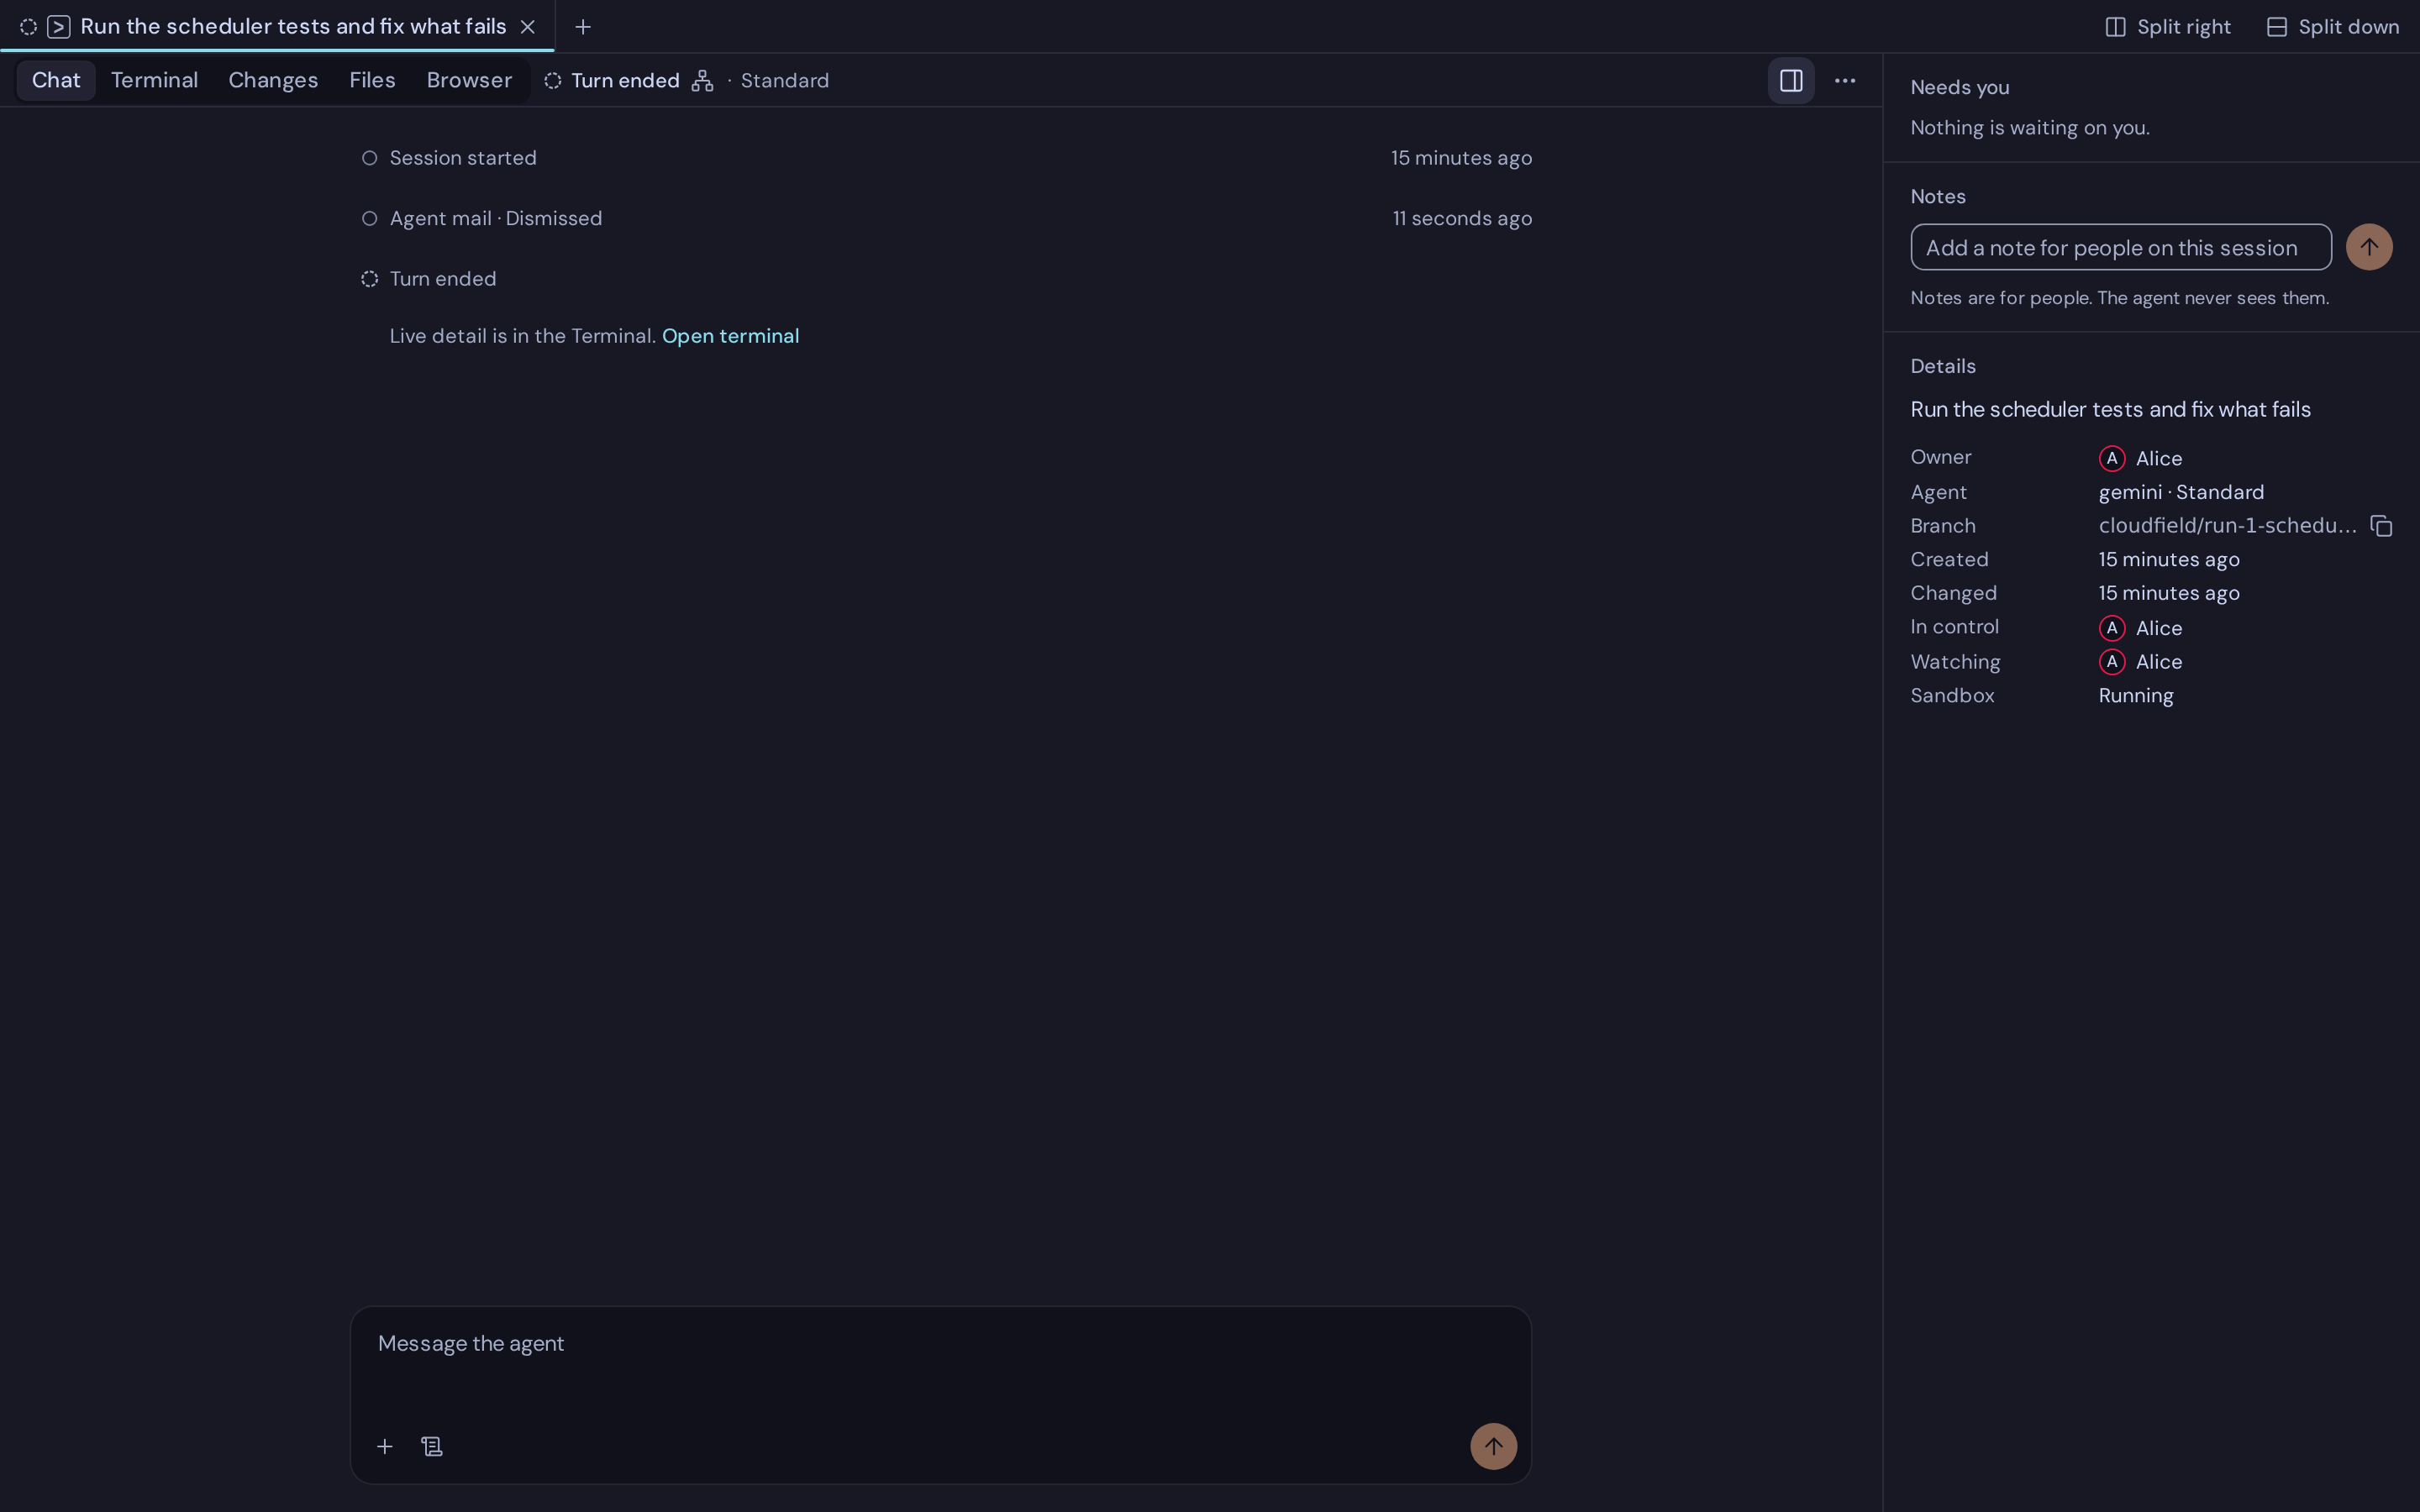 Run the scheduler tests and fix what fails
Split right
Split down
Chat
Terminal
Changes
Files
Browser
Turn ended
· Standard
Session started
15 minutes ago
Agent mail · Dismissed
11 seconds ago
Turn ended
Live detail is in the Terminal. Open terminal
Message the agent
Needs you
Nothing is waiting on you.
Notes
Add a note for people on this session
Notes are for people. The agent never sees them.
Details
Run the scheduler tests and fix what fails
Owner
A Alice
Agent
gemini · Standard
Branch
cloudfield/run-1-schedu…
Created
15 minutes ago
Changed
15 minutes ago
In control
A Alice
Watching
A Alice
Sandbox
Running